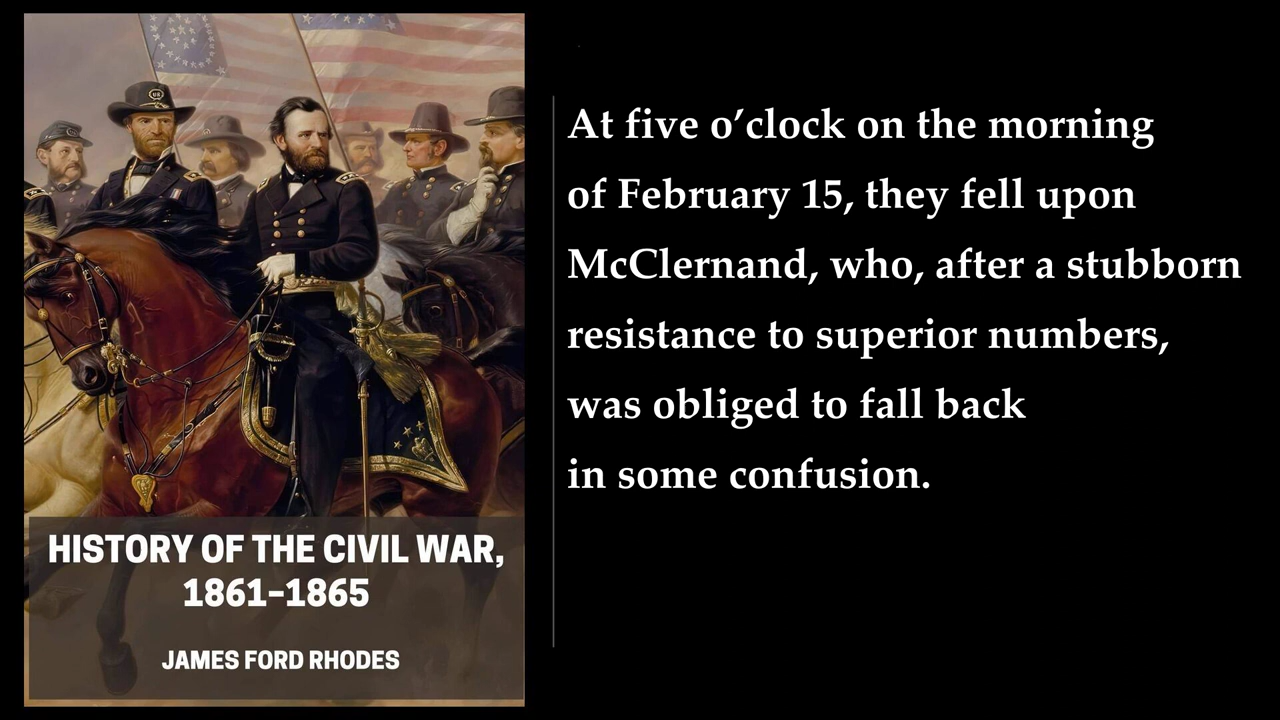 HISTORY OF THE CIVIL WAR,
1861–1865
JAMES FORD RHODES
At five o’clock on the morning
of February 15, they fell upon
McClernand, who, after a stubborn
resistance to superior numbers,
was obliged to fall back
in some confusion.